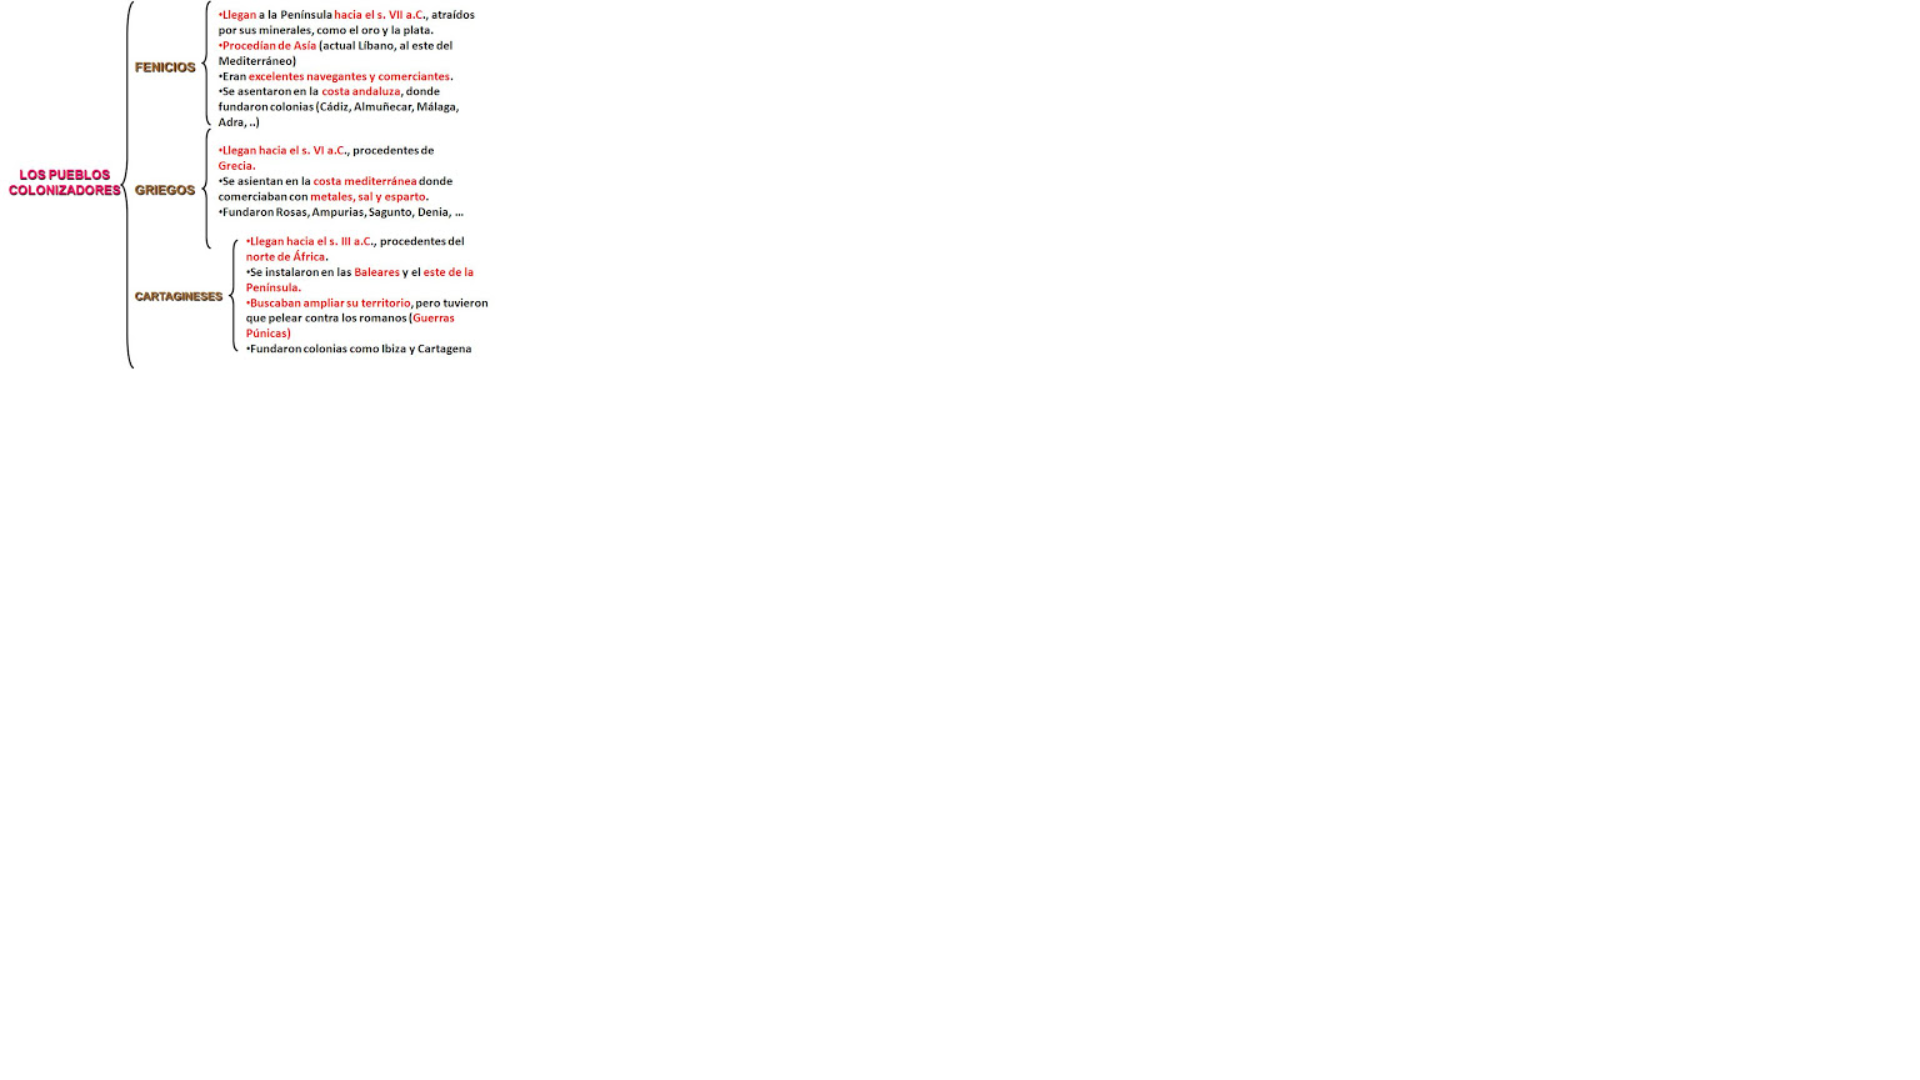 LOS PUEBLOS
COLONIZADORES
FENICIOS
•Llegan a la Península hacia el s. VII a.C., atraídos
por sus minerales, como el oro y la plata.
•Procedían de Asía (actual Líbano, al este del
Mediterráneo)
•Eran excelentes navegantes y comerciantes.
•Se asentaron en la costa andaluza, donde
fundaron colonias (Cádiz, Almuñecar, Málaga,
Adra, ..)
GRIEGOS
•Llegan hacia el s. VI a.C., procedentes de
Grecia.
•Se asientan en la costa mediterránea donde
comerciaban con metales, sal y esparto.
•Fundaron Rosas, Ampurias, Sagunto, Denia, ...
CARTAGINESES
•Llegan hacia el s. III a.C., procedentes del
norte de África.
•Se instalaron en las Baleares y el este de la
Península.
•Buscaban ampliar su territorio, pero tuvieron
que pelear contra los romanos (Guerras
Púnicas)
•Fundaron colonias como Ibiza y Cartagena